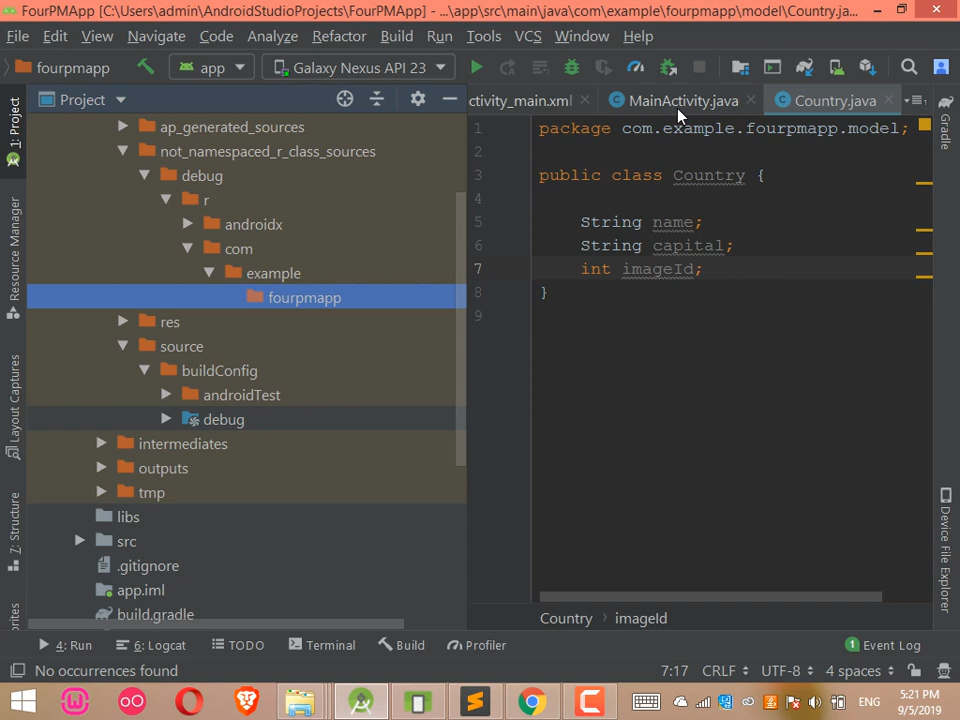 FourPMApp [C:\Users\admin\AndroidStudioProjects\FourPMApp] - ...\app\src\main\java\com\example\fourpmapp\model\Country.ja...
File Edit View Navigate Code Analyze Refactor Build Run Tools VCS Window Help
fourpmapp app Galaxy Nexus API 23
Project ctivity_main.xml MainActivity.java Country.java
1: Project
Resource Manager
Layout Captures
7: Structure
orites
ap_generated_sources
not_namespaced_r_class_sources
debug
r
androidx
com
example
fourpmapp
res
source
buildConfig
androidTest
debug
intermediates
outputs
tmp
libs
src
.gitignore
app.iml
build.gradle
1 package com.example.fourpmapp.model;
2
3 public class Country {
4
5 String name;
6 String capital;
7 int imageId;
8 }
9
Gradle
Device File Explorer
Country › imageId
4: Run 6: Logcat TODO Terminal Build Profiler 1 Event Log
No occurrences found 7:17 CRLF UTF-8 4 spaces
ENG 5:21 PM
9/5/2019